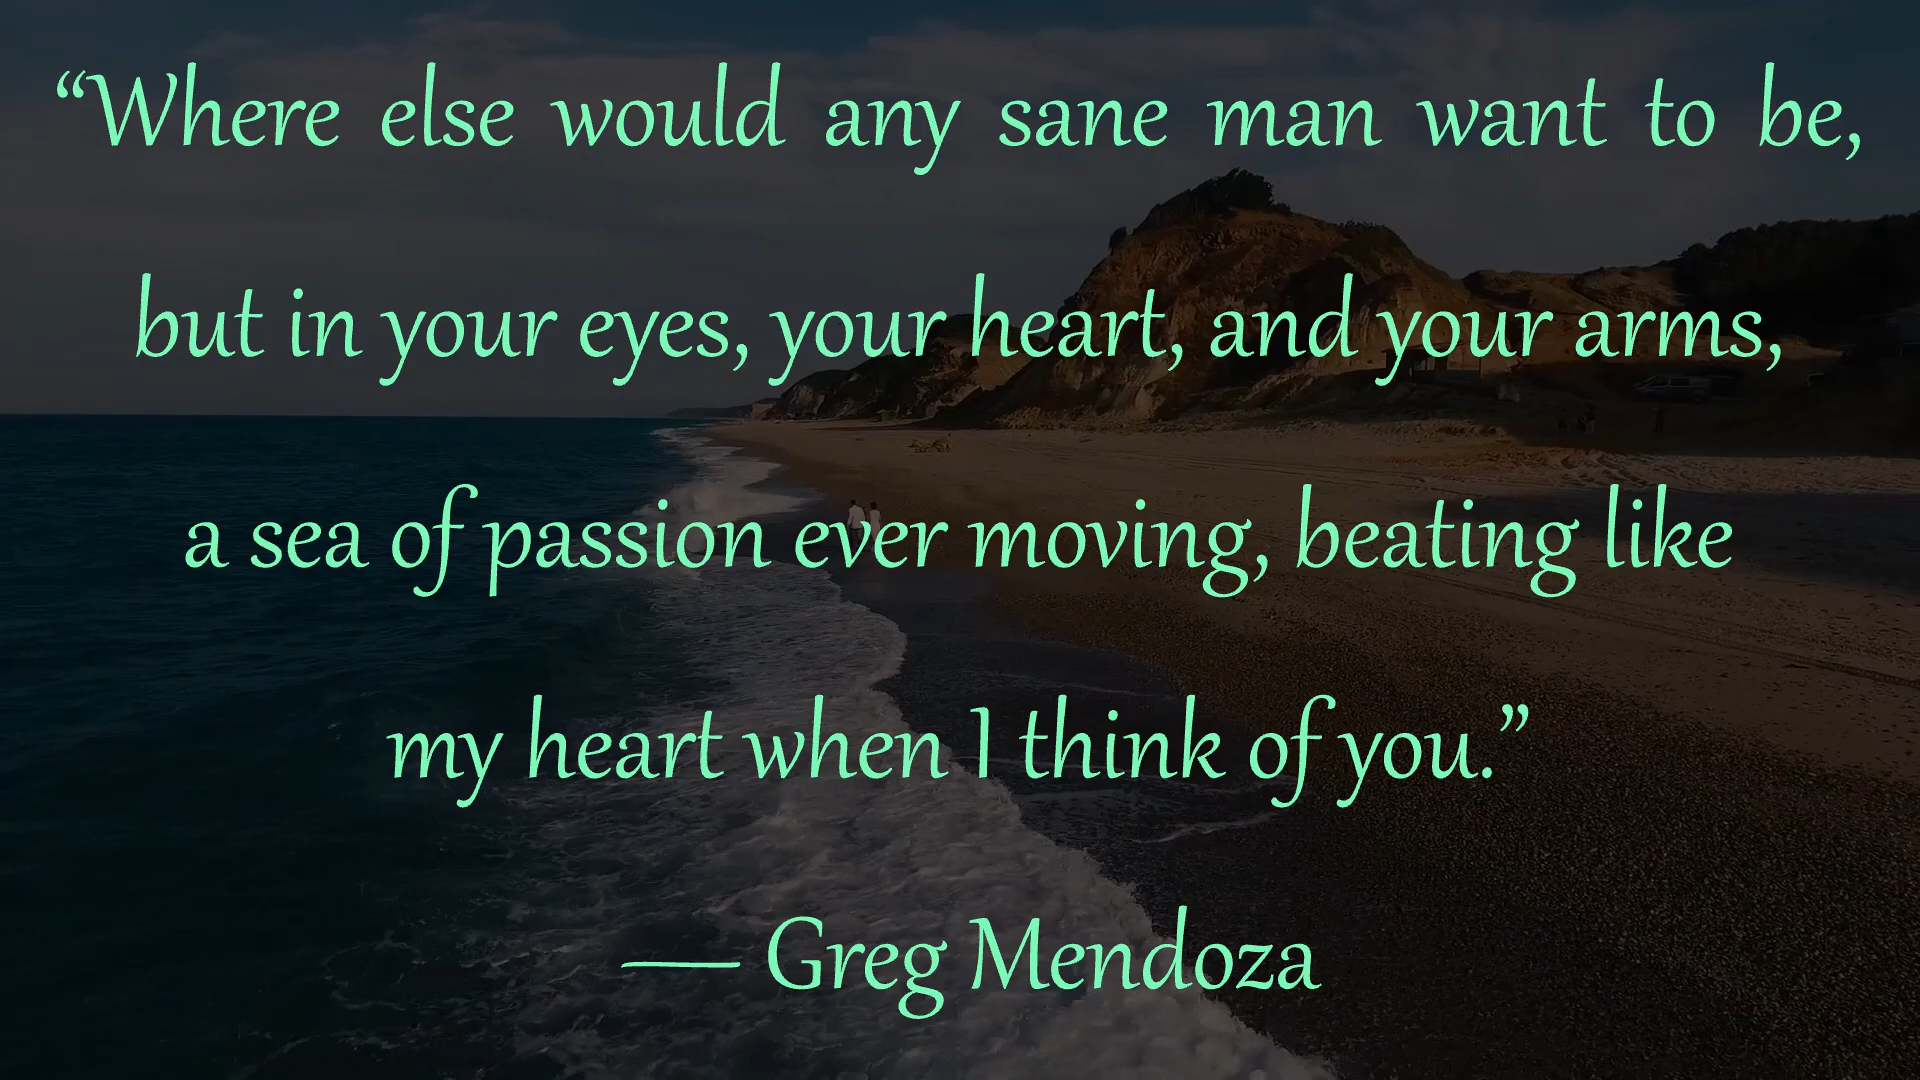 “Where else would any sane man want to be,
but in your eyes, your heart, and your arms,
a sea of passion ever moving, beating like
my heart when I think of you.”
— Greg Mendoza